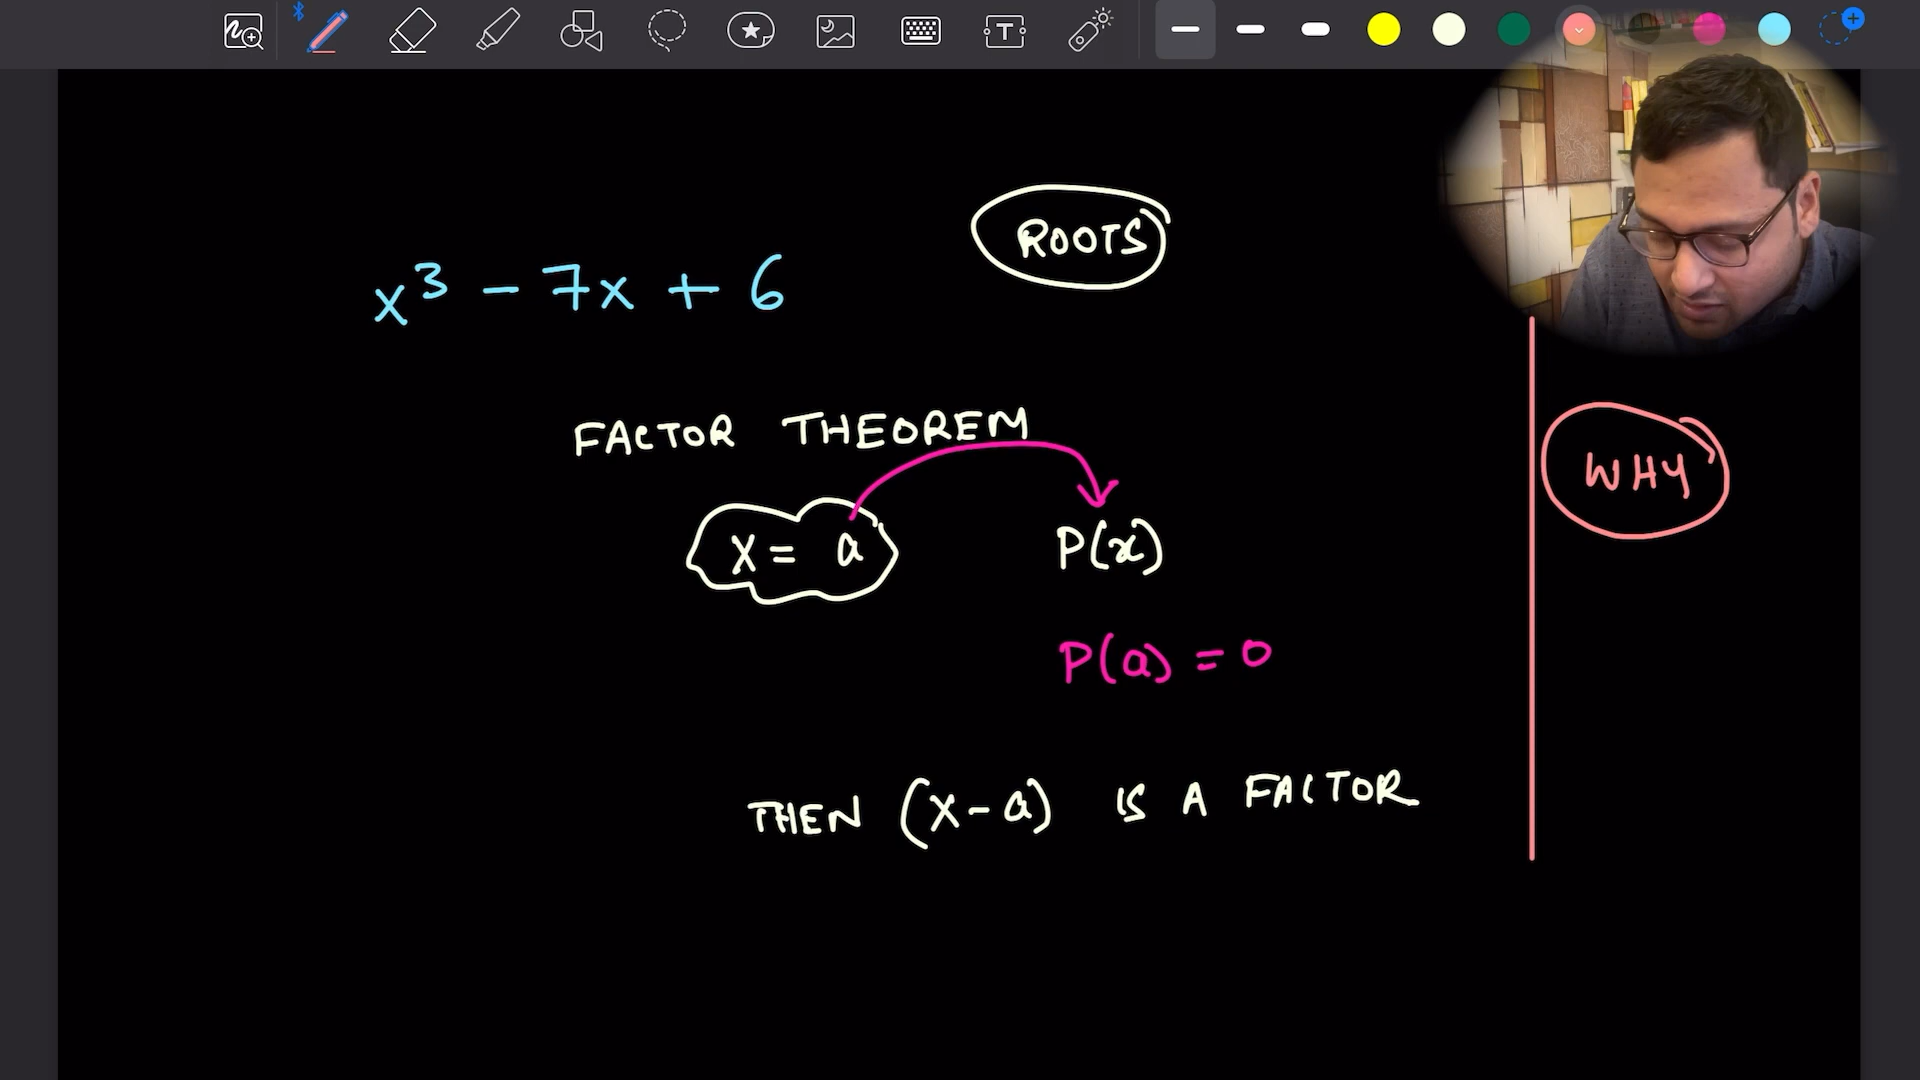 ROOTS
x³ - 7x + 6
FACTOR THEOREM
WHY
x = a
P(x)
P(a) = 0
THEN (x-a) IS A FACTOR